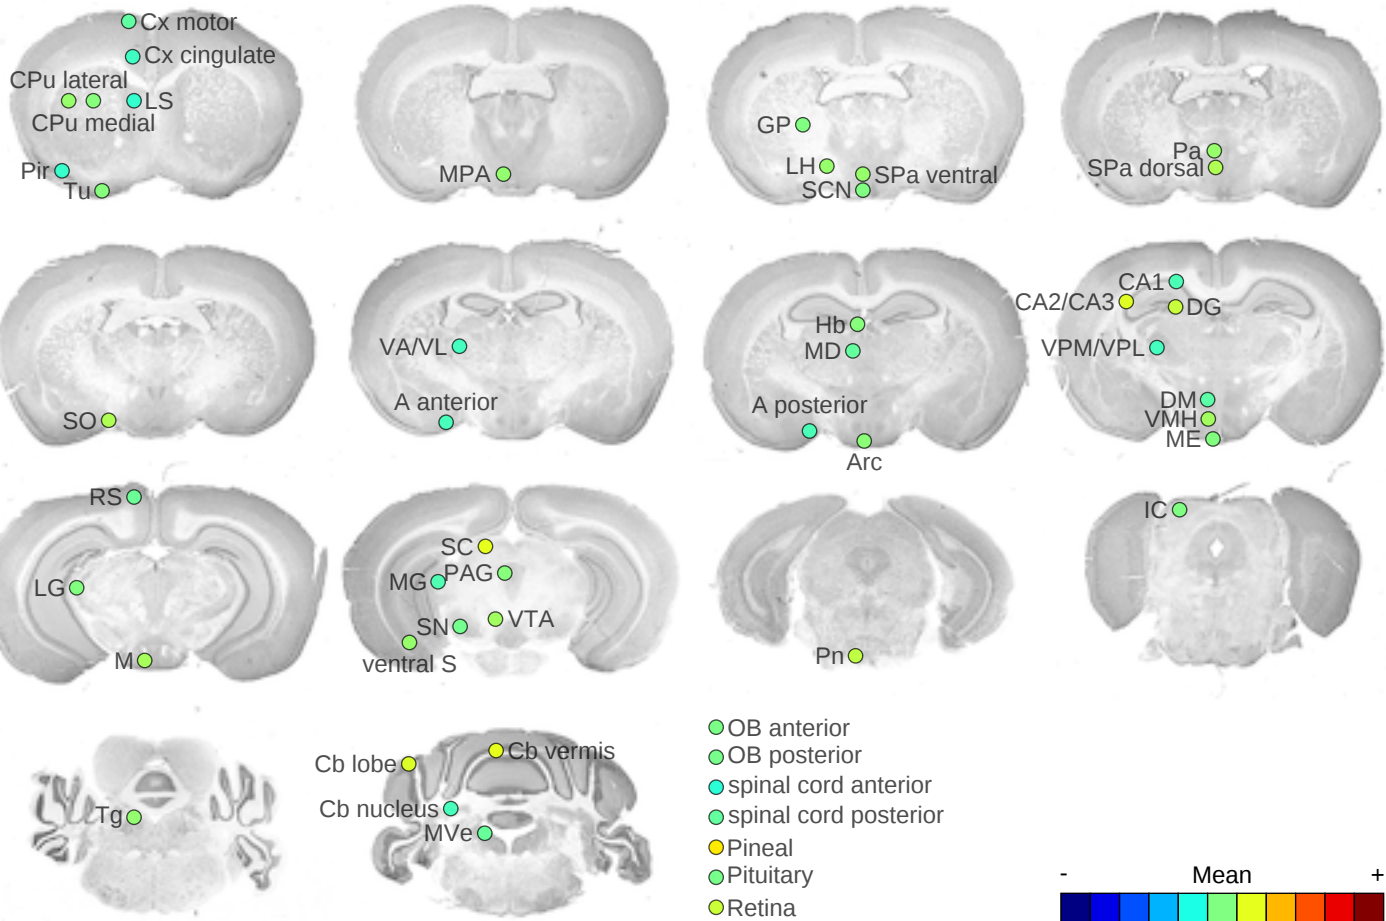 Cx motor
Cx cingulate
CPu lateral
LS
CPu medial
Pir
Tu
MPA
GP
LH
SPa ventral
SCN
Pa
SPa dorsal
SO
VA/VL
A anterior
Hb
MD
A posterior
Arc
CA1
CA2/CA3
DG
VPM/VPL
DM
VMH
ME
RS
LG
M
SC
MG
PAG
SN
VTA
ventral S
Pn
IC
Tg
Cb lobe
Cb vermis
Cb nucleus
MVe
OB anterior
OB posterior
spinal cord anterior
spinal cord posterior
Pineal
Pituitary
Retina
- Mean +